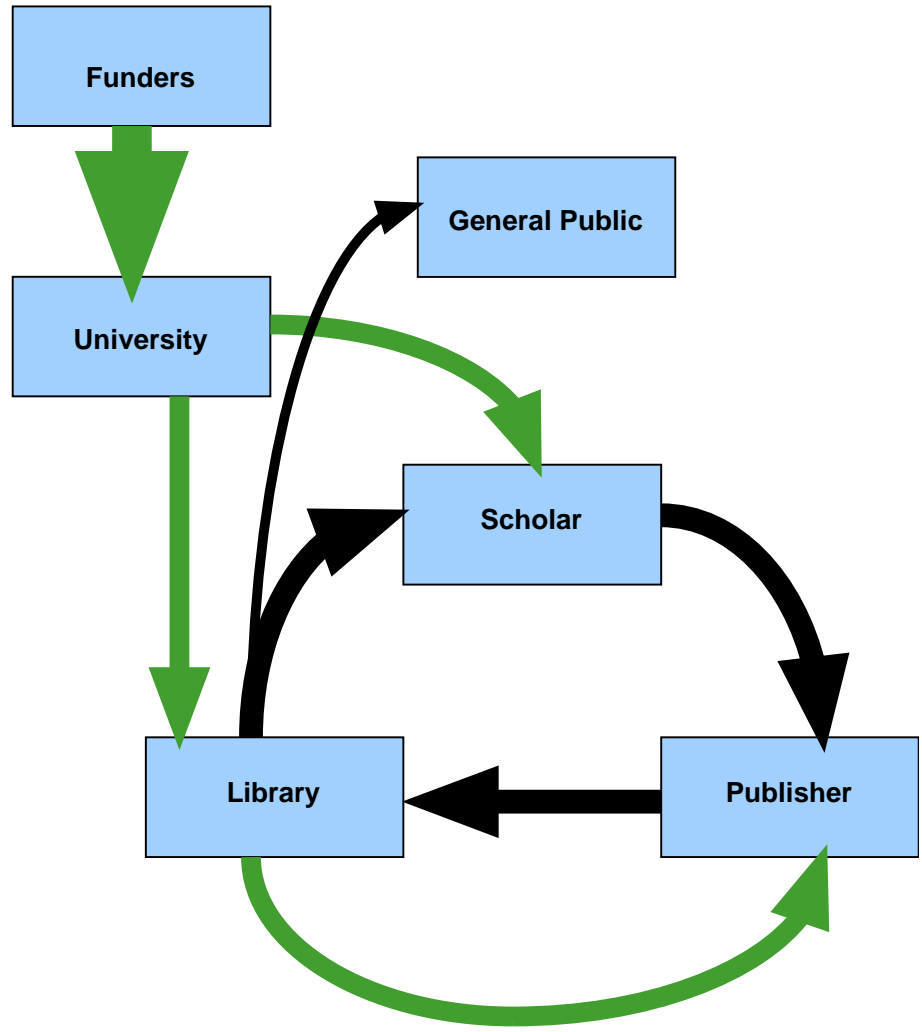 Funders
General Public
University
Scholar
Library
Publisher